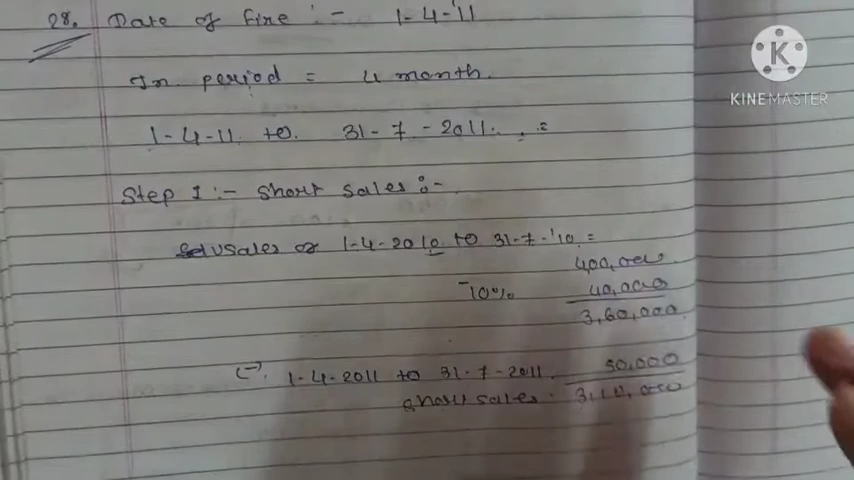 28. Date of fire :- 1-4-'11
In. period = 4 month.
1-4-11. to. 31-7-2011. . =
Step I :- short sales :-
sales of 1-4-2010 to 31-7-'10. =
400,000
-10% 40,000
3,60,000
(-). 1-4-2011 to 31-7-2011. 50,000
short sales. 3,10,000
KINEMASTER